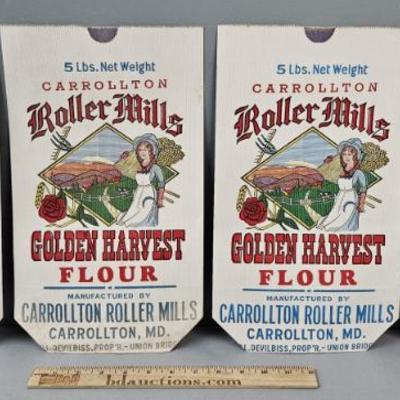 5 Lbs. Net Weight
CARROLLTON
Roller Mills
GOLDEN HARVEST
FLOUR
MANUFACTURED BY
CARROLLTON ROLLER MILLS
CARROLLTON, MD.
DEVILBISS, PROP'R. - UNION BRIDG
5 Lbs. Net Weight
CARROLLTON
Roller Mills
GOLDEN HARVEST
FLOUR
MANUFACTURED BY
CARROLLTON ROLLER MILLS
CARROLLTON, MD.
DEVILBISS, PROP'R. - UNION BRIDG
bdauctions.com